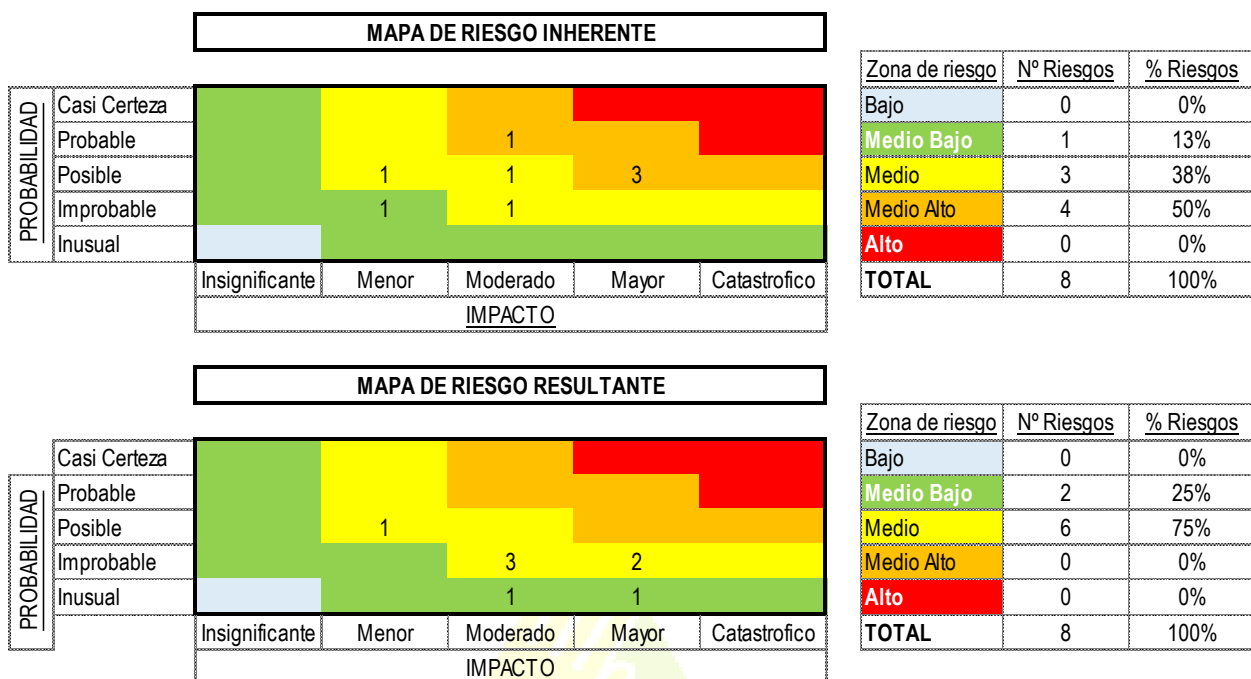 MAPA DE RIESGO INHERENTE
Zona de riesgo Nº Riesgos % Riesgos
PROBABILIDAD
Casi Certeza
Bajo 0 0%
Probable 1
Medio Bajo 1 13%
Posible 1 1 3
Medio 3 38%
Improbable 1 1
Medio Alto 4 50%
Inusual
Alto 0 0%
Insignificante Menor Moderado Mayor Catastrofico
TOTAL 8 100%
IMPACTO
MAPA DE RIESGO RESULTANTE
Zona de riesgo Nº Riesgos % Riesgos
PROBABILIDAD
Casi Certeza
Bajo 0 0%
Probable
Medio Bajo 2 25%
Posible 1
Medio 6 75%
Improbable 3 2
Medio Alto 0 0%
Inusual 1 1
Alto 0 0%
Insignificante Menor Moderado Mayor Catastrofico
TOTAL 8 100%
IMPACTO